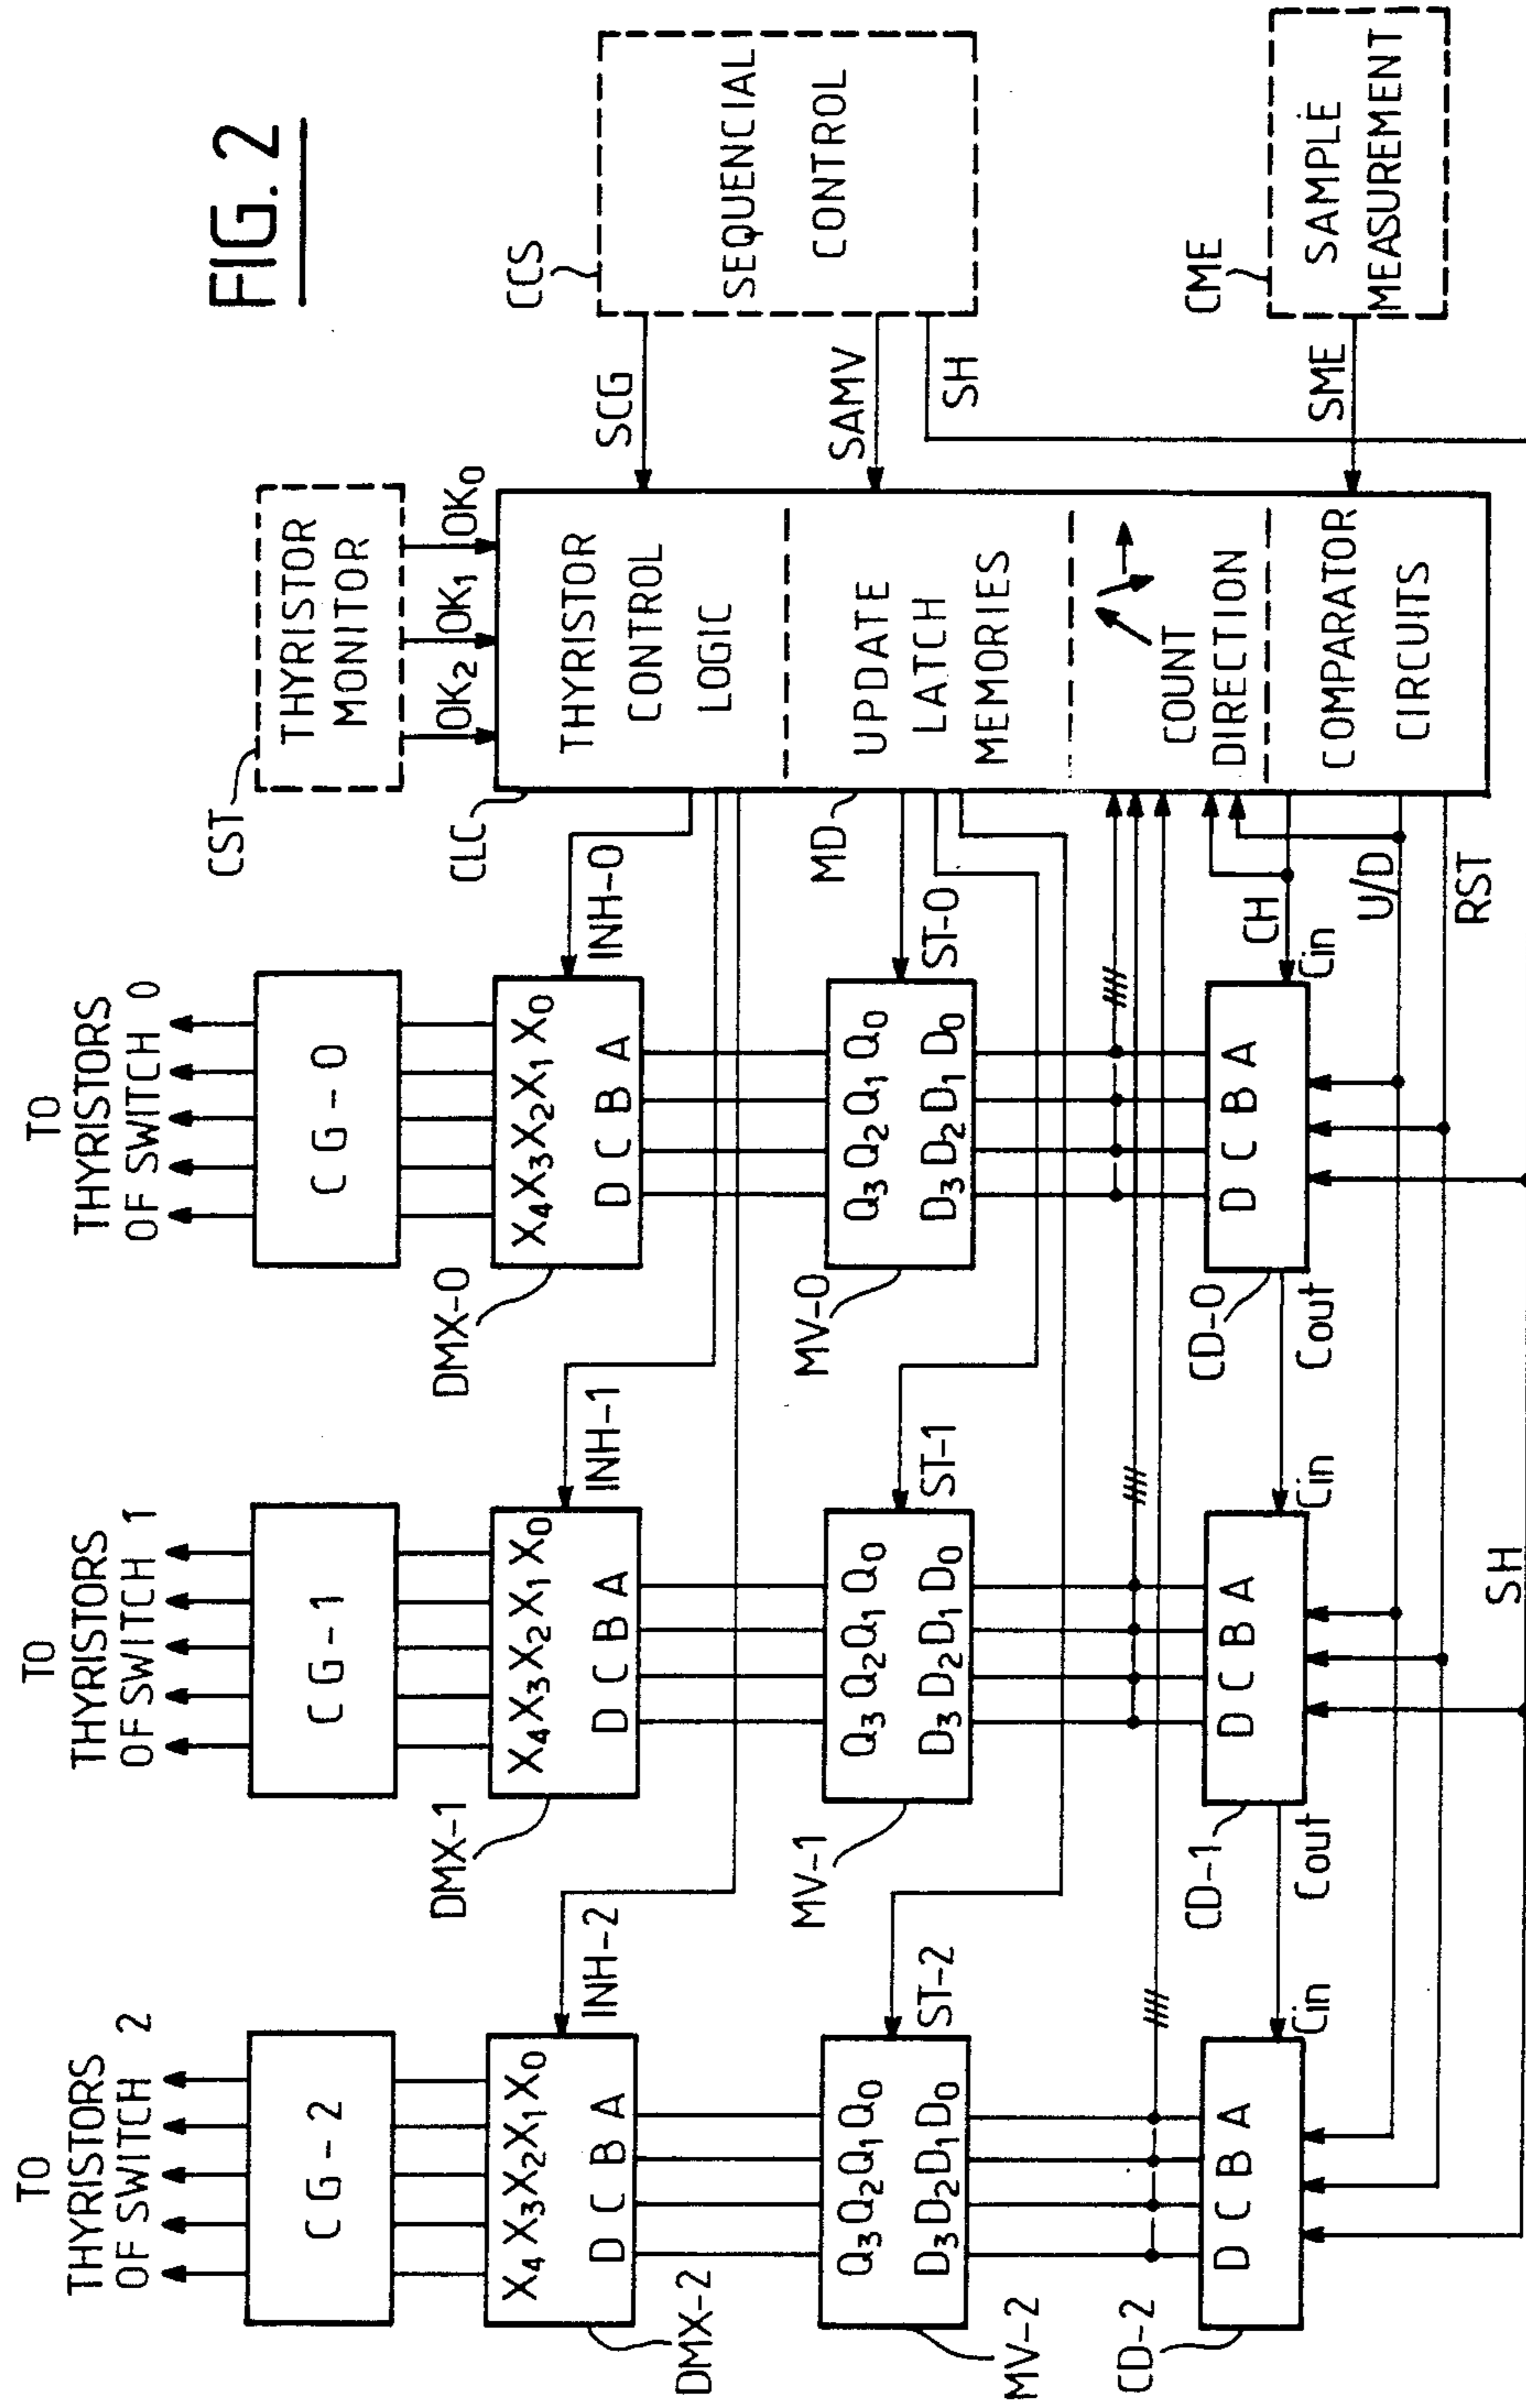 FIG. 2
TO
THYRISTORS
OF SWITCH 2
TO
THYRISTORS
OF SWITCH 1
TO
THYRISTORS
OF SWITCH 0
CG-2
CG-1
CG-0
CST
THYRISTOR
MONITOR
OK2 OK1 OK0
CCS
SEQUENCIAL
CONTROL
SCG
SAMV
SH
X4 X3 X2 X1 X0
D C B A
INH-2
DMX-2
X4 X3 X2 X1 X0
D C B A
INH-1
DMX-1
X4 X3 X2 X1 X0
D C B A
INH-0
DMX-0
CLC
THYRISTOR
CONTROL
LOGIC
MD
UPDATE
LATCH
MEMORIES
COUNT
DIRECTION
COMPARATOR
CIRCUITS
Q3 Q2 Q1 Q0
D3 D2 D1 D0
ST-2
MV-2
Q3 Q2 Q1 Q0
D3 D2 D1 D0
ST-1
MV-1
Q3 Q2 Q1 Q0
D3 D2 D1 D0
ST-0
MV-0
CME
SAMPLE
MEASUREMENT
SME
D C B A
CD-2
Cin
Cout
D C B A
CD-1
Cin
Cout
D C B A
CD-0
Cin
CH
U/D
RST
SH